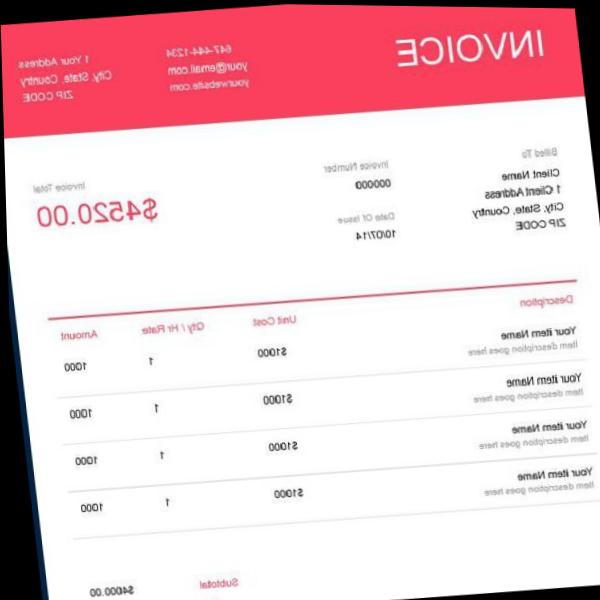 INVOICE
647-444-1234
your@email.com
yourwebsite.com
1 Your Address
City, State, Country
ZIP CODE
Billed To
Client Name
1 Client Address
City, State, Country
ZIP CODE
Invoice Number
000000
Date Of Issue
10/07/14
Invoice Total
$4520.00
Description Unit Cost Qty / Hr Rate Amount
Your item Name $1000 1 1000
Item description goes here
Your item Name $1000 1 1000
Item description goes here
Your item Name $1000 1 1000
Item description goes here
Your item Name $1000 1 1000
Item description goes here
Subtotal $4000.00